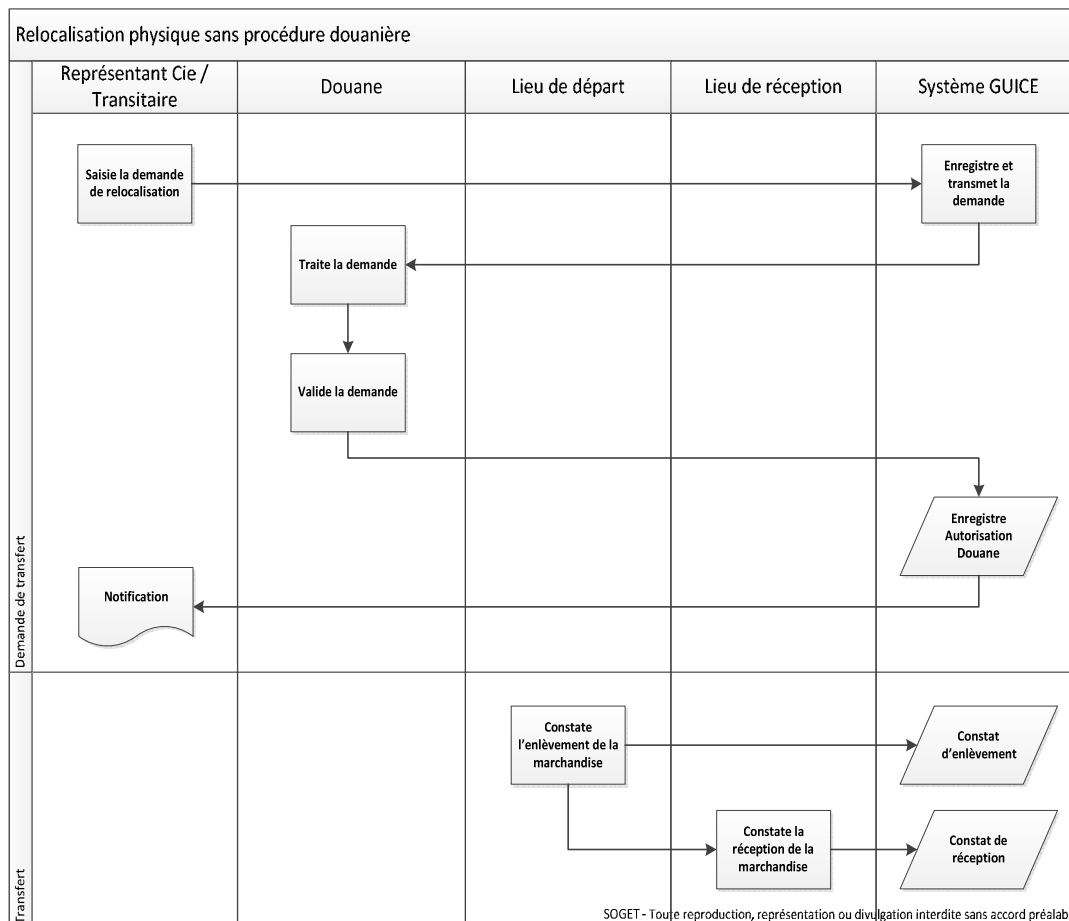 Relocalisation physique sans procédure douanière
Représentant Cie /
Transitaire
Douane
Lieu de départ
Lieu de réception
Système GUICE
Demande de transfert
Saisie la demande
de relocalisation
Enregistre et
transmet la
demande
Traite la demande
Valide la demande
Enregistre
Autorisation
Douane
Notification
Transfert
Constate
l'enlèvement de la
marchandise
Constat
d'enlèvement
Constate la
réception de la
marchandise
Constat de
réception
SOGET - Toute reproduction, représentation ou divulgation interdite sans accord préalab